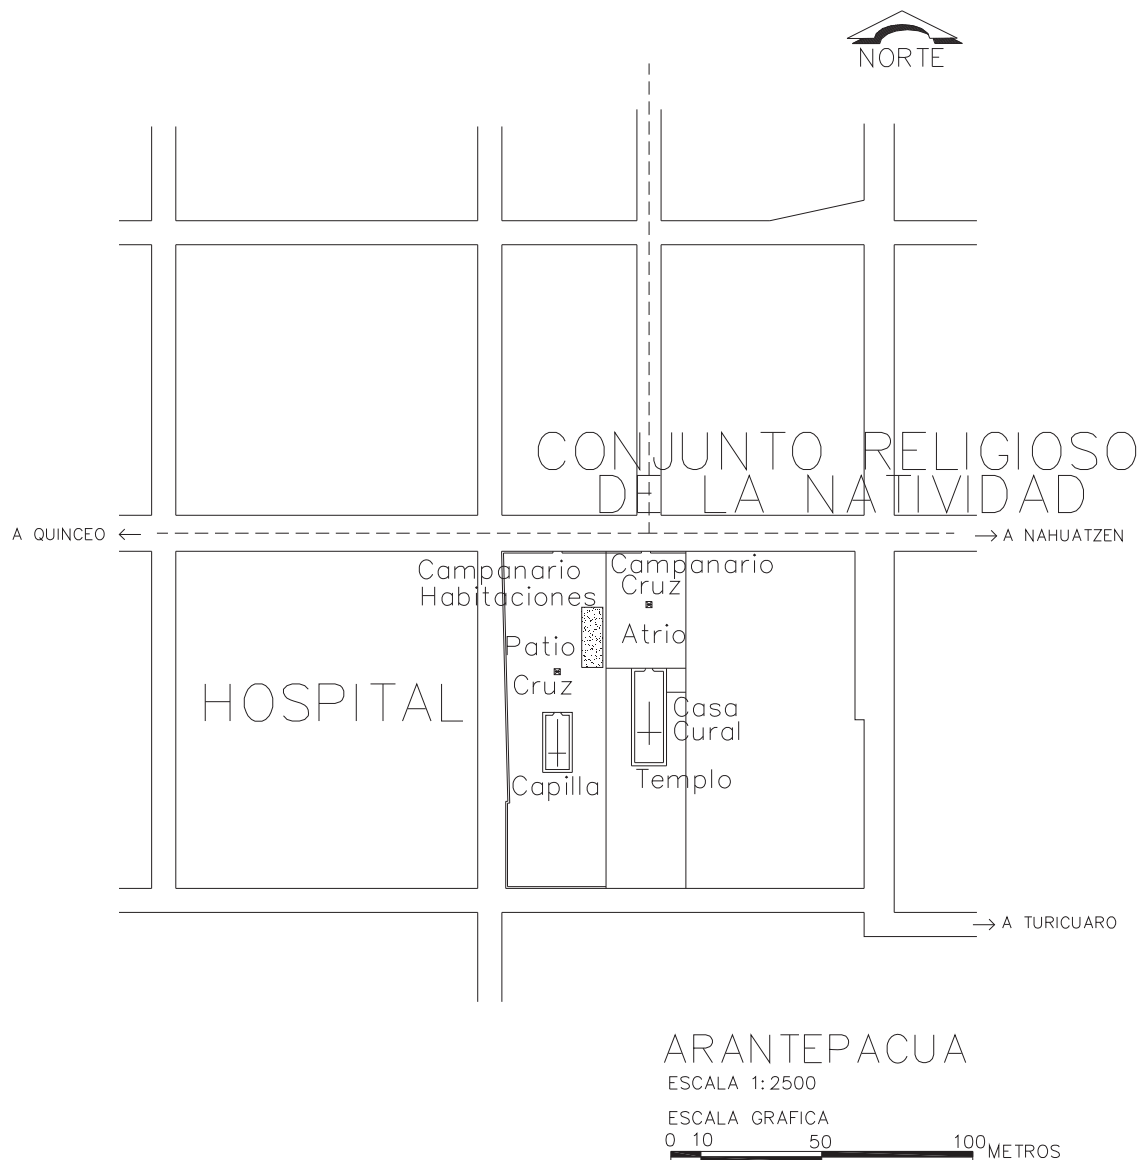 NORTE
CONJUNTO RELIGIOSO
DE LA NATIVIDAD
A QUINCEO
A NAHUATZEN
Campanario
Habitaciones
Campanario
Cruz
Patio
Atrio
Cruz
HOSPITAL
Casa
Cural
Capilla
Templo
A TURICUARO
ARANTEPACUA
ESCALA 1:2500
ESCALA GRAFICA
0 10 50 100 METROS